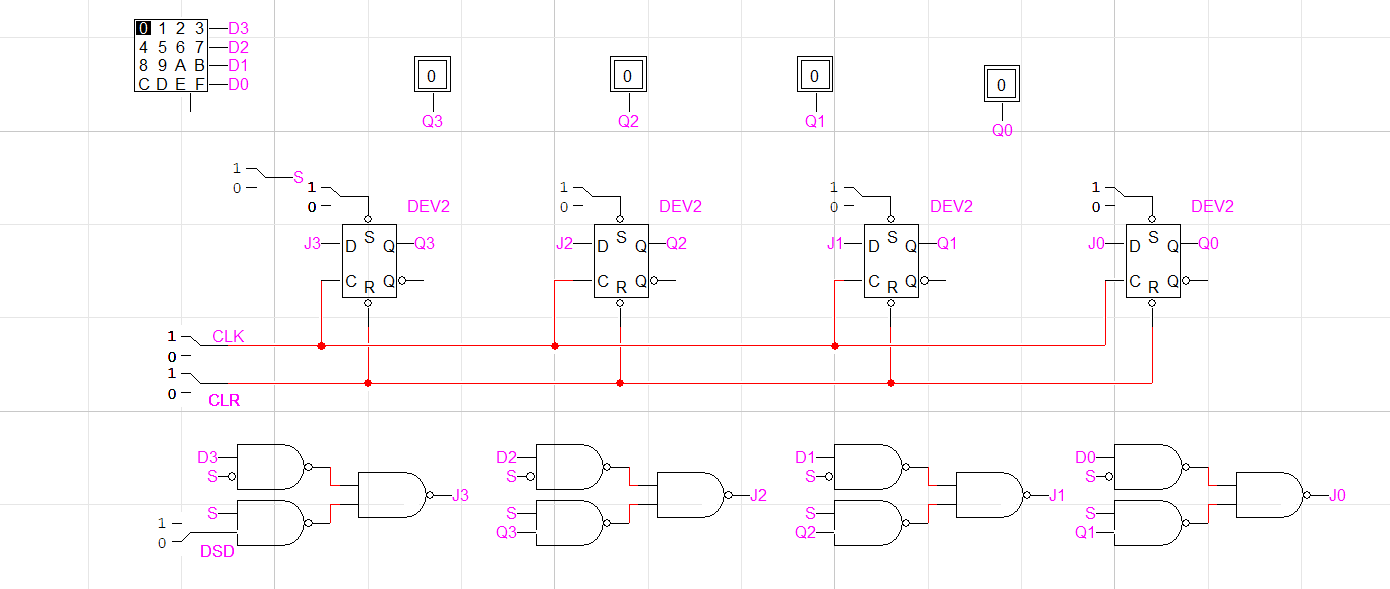 0 1 2 3 D3
4 5 6 7 D2
8 9 A B D1
C D E F D0
0 0 0 0
Q3 Q2 Q1 Q0
1 S 1 1 1 1
0 0 0 0 0
DEV2 DEV2 DEV2 DEV2
J3 D S Q Q3 J2 D S Q Q2 J1 D S Q Q1 J0 D S Q Q0
C R Q C R Q C R Q C R Q
1 CLK
0
1
0 CLR
D3 D2 D1 D0
S S S S
J3 J2 J1 J0
S S S S
1
0 Q3 Q2 Q1
DSD